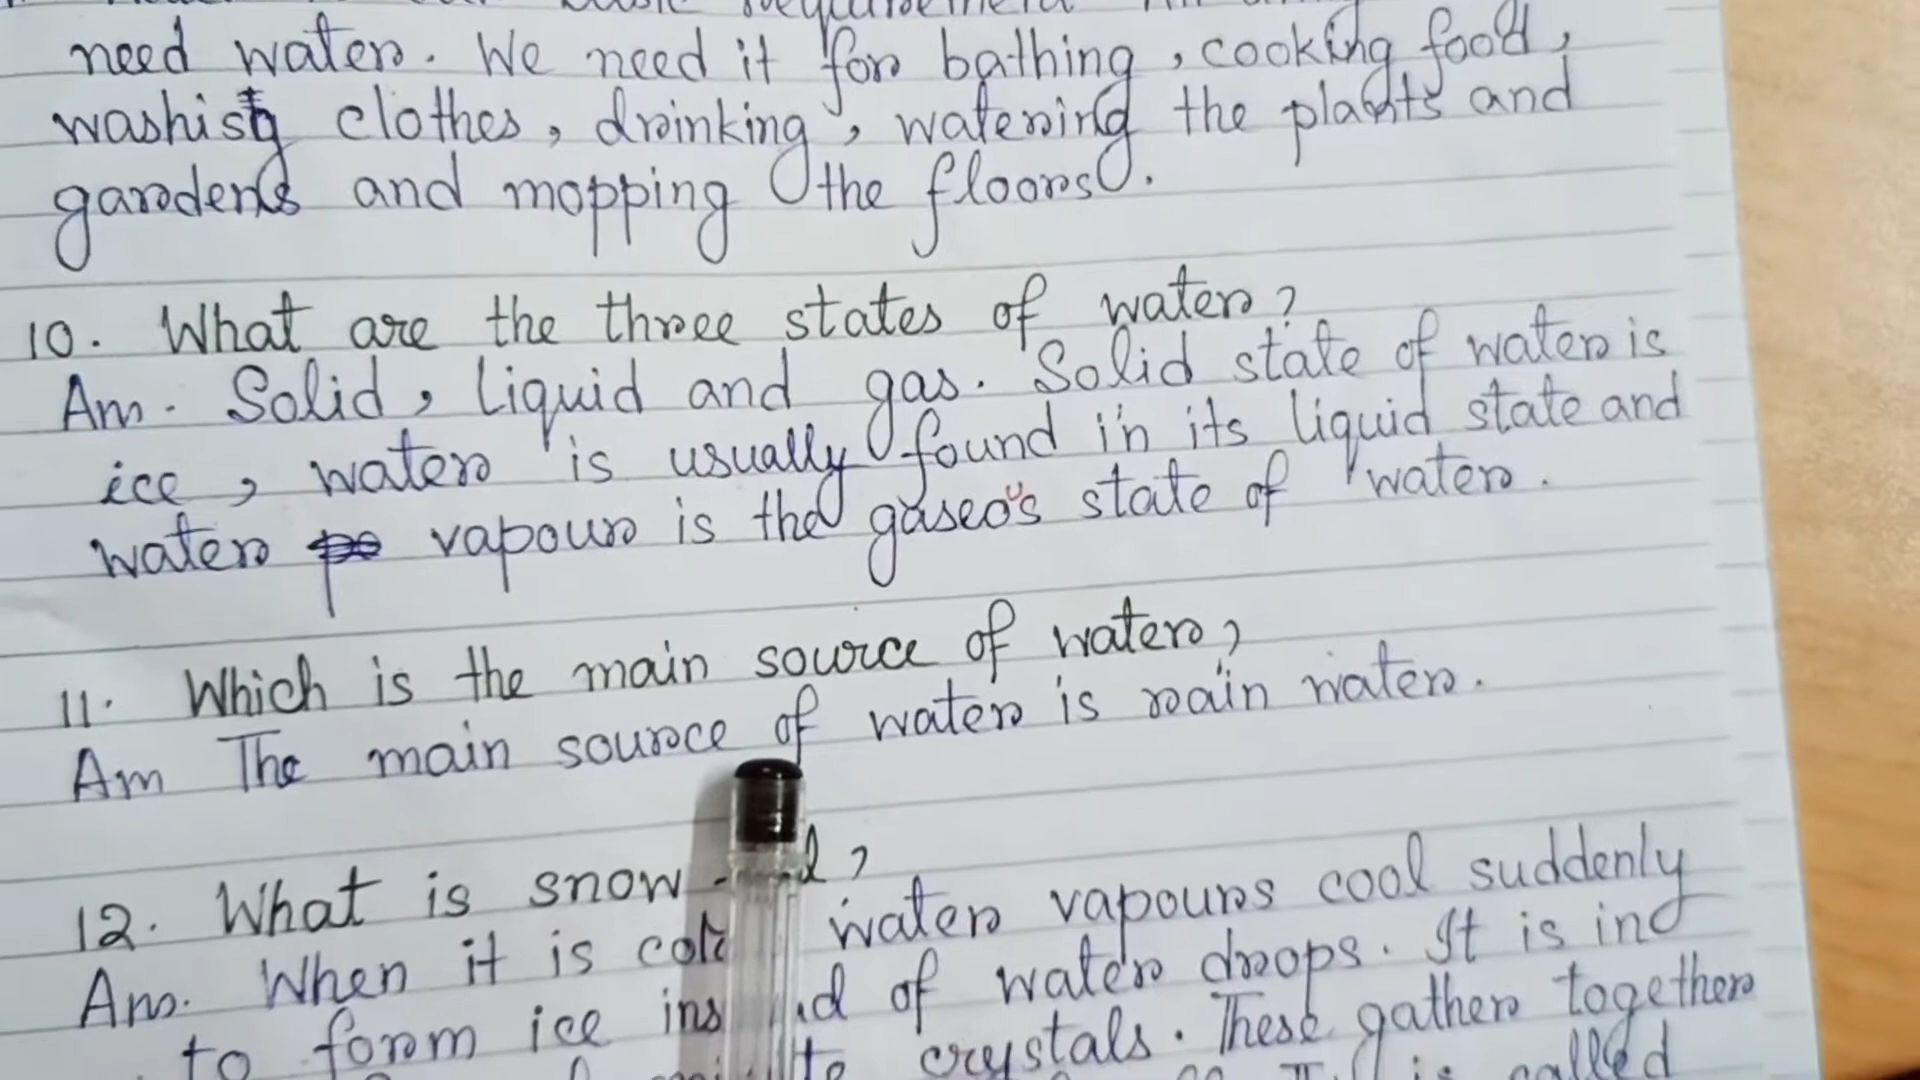 need water. We need it for bathing, cooking food,
washing clothes, drinking, watering the plants and
gardens and mopping the floors.
10. What are the three states of water?
Ans. Solid, liquid and gas. Solid state of water is
ice, water is usually found in its liquid state and
water vapour is the gaseous state of water.
11. Which is the main source of water?
Ans The main source of water is rain water.
12. What is snow
Ans. When it is cold water vapours cool suddenly
to form ice of water drops. It is in
crystals. These gather together
called